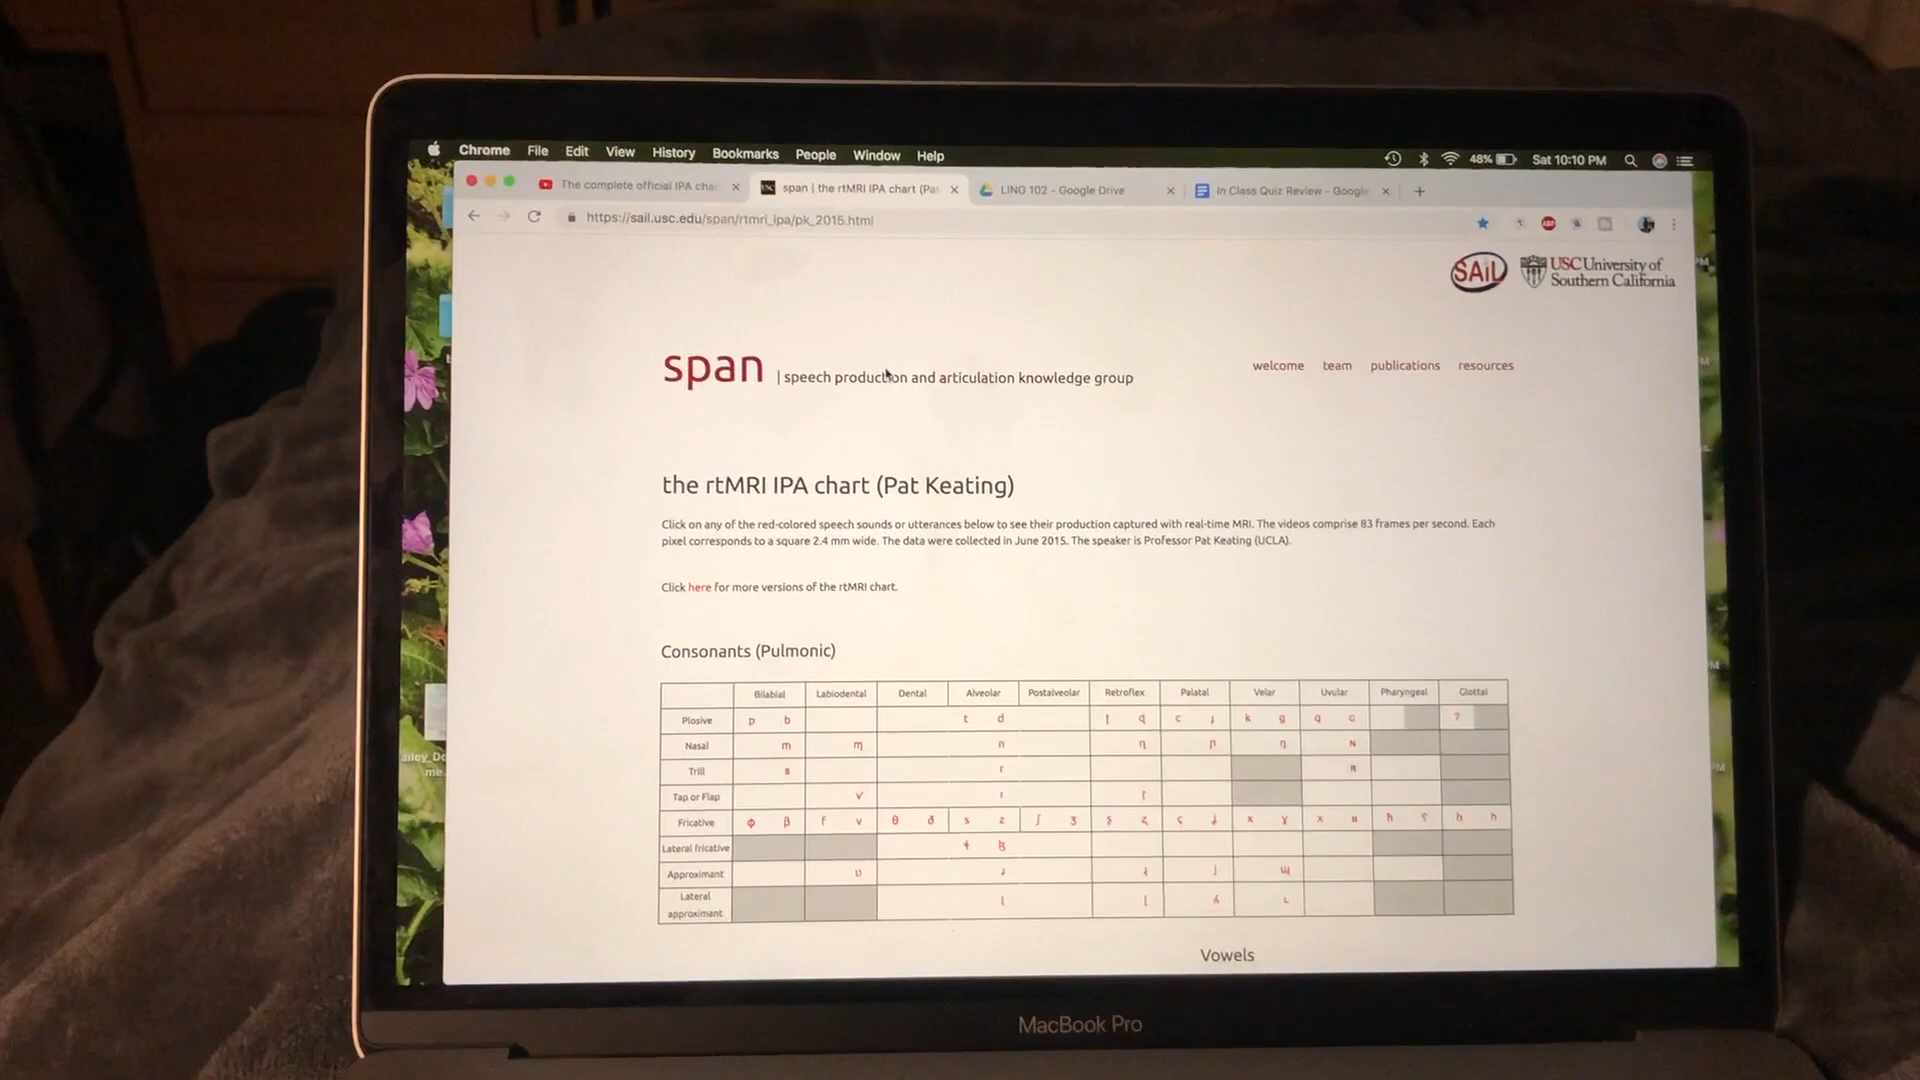 Chrome File Edit View History Bookmarks People Window Help 48% Sat 10:10 PM
The complete official IPA cha
span | the rtMRI IPA chart (Pat
LING 102 - Google Drive
In Class Quiz Review - Google
https://sail.usc.edu/span/rtmri_ipa/pk_2015.html
SAIL USC University of
Southern California
span | speech production and articulation knowledge group
welcome team publications resources
the rtMRI IPA chart (Pat Keating)
Click on any of the red-colored speech sounds or utterances below to see their production captured with real-time MRI. The videos comprise 83 frames per second. Each
pixel corresponds to a square 2.4 mm wide. The data were collected in June 2015. The speaker is Professor Pat Keating (UCLA).
Click here for more versions of the rtMRI chart.
Consonants (Pulmonic)
Bilabial Labiodental Dental Alveolar Postalveolar Retroflex Palatal Velar Uvular Pharyngeal Glottal
Plosive p b t d ʈ ɖ c ɟ k g q ɢ ʔ
Nasal m ɱ n ɳ ɲ ŋ ɴ
Trill ʙ r ʀ
Tap or Flap ⱱ ɾ ɽ
Fricative ɸ β f v θ ð s z ʃ ʒ ʂ ʐ ç ʝ x ɣ χ ʁ ħ ʕ h ɦ
Lateral fricative ɬ ɮ
Approximant ʋ ɹ ɻ j ɰ
Lateral
approximant l ɭ ʎ ʟ
Vowels
MacBook Pro